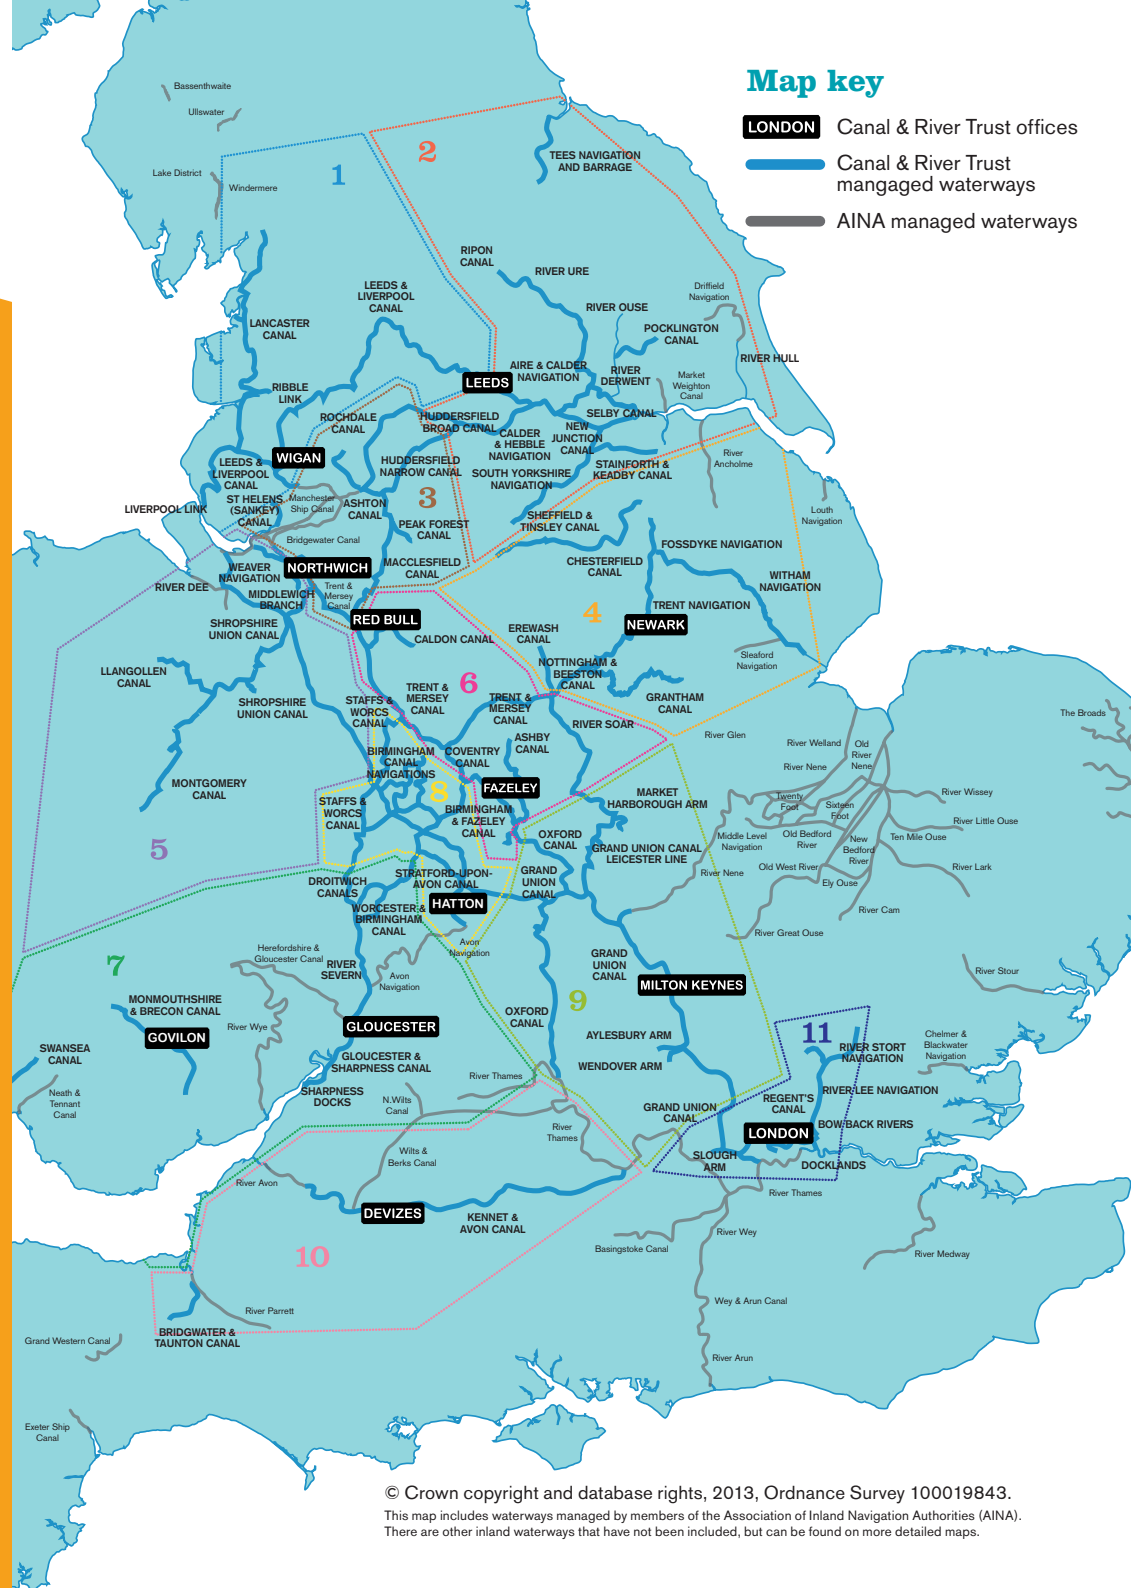 Map key
LONDON
Canal & River Trust offices
Canal & River Trust
mangaged waterways
AINA managed waterways
Bassenthwaite
Ullswater
Lake District
Windermere
1
2
TEES NAVIGATION
AND BARRAGE
RIPON
CANAL
RIVER URE
LEEDS &
LIVERPOOL
CANAL
RIVER OUSE
Driffield
Navigation
LANCASTER
CANAL
POCKLINGTON
CANAL
RIVER HULL
AIRE & CALDER
NAVIGATION
RIVER
DERWENT
Market
Weighton
Canal
LEEDS
RIBBLE
LINK
ROCHDALE
CANAL
HUDDERSFIELD
BROAD CANAL
SELBY CANAL
CALDER
& HEBBLE
NAVIGATION
NEW
JUNCTION
CANAL
WIGAN
HUDDERSFIELD
NARROW CANAL
SOUTH YORKSHIRE
NAVIGATION
STAINFORTH &
KEADBY CANAL
River
Ancholme
LEEDS &
LIVERPOOL
CANAL
3
LIVERPOOL LINK
ST HELENS
(SANKEY)
CANAL
Manchester
Ship Canal
ASHTON
CANAL
Louth
Navigation
PEAK FOREST
CANAL
SHEFFIELD &
TINSLEY CANAL
Bridgewater Canal
FOSSDYKE NAVIGATION
NORTHWICH
MACCLESFIELD
CANAL
CHESTERFIELD
CANAL
WEAVER
NAVIGATION
RIVER DEE
MIDDLEWICH
BRANCH
Trent &
Mersey
Canal
WITHAM
NAVIGATION
TRENT NAVIGATION
RED BULL
4
NEWARK
SHROPSHIRE
UNION CANAL
CALDON CANAL
EREWASH
CANAL
LLANGOLLEN
CANAL
NOTTINGHAM &
BEESTON
CANAL
Sleaford
Navigation
6
SHROPSHIRE
UNION CANAL
STAFFS &
WORCS
CANAL
TRENT &
MERSEY
CANAL
TRENT &
MERSEY
CANAL
GRANTHAM
CANAL
RIVER SOAR
River Glen
The Broads
ASHBY
CANAL
BIRMINGHAM
CANAL
NAVIGATIONS
COVENTRY
CANAL
River Welland
Old
River
Nene
River Nene
MONTGOMERY
CANAL
FAZELEY
8
STAFFS &
WORCS
CANAL
BIRMINGHAM
& FAZELEY
CANAL
MARKET
HARBOROUGH ARM
Twenty
Foot
Sixteen
Foot
River Wissey
River Little Ouse
5
OXFORD
CANAL
GRAND UNION CANAL
LEICESTER LINE
Middle Level
Navigation
Old Bedford
River
New
Bedford
River
Ten Mile Ouse
DROITWICH
CANALS
STRATFORD-UPON-
AVON CANAL
GRAND
UNION
CANAL
River Nene
Old West River
Ely Ouse
River Lark
HATTON
WORCESTER &
BIRMINGHAM
CANAL
River Cam
River Great Ouse
Avon
Navigation
Herefordshire &
Gloucester Canal
RIVER
SEVERN
Avon
Navigation
GRAND
UNION
CANAL
River Stour
7
MILTON KEYNES
9
MONMOUTHSHIRE
& BRECON CANAL
GOVILON
River Wye
GLOUCESTER
OXFORD
CANAL
AYLESBURY ARM
11
SWANSEA
CANAL
GLOUCESTER &
SHARPNESS CANAL
WENDOVER ARM
RIVER STORT
NAVIGATION
Chelmer &
Blackwater
Navigation
Neath &
Tennant
Canal
SHARPNESS
DOCKS
River Thames
N.Wilts
Canal
REGENT'S
CANAL
RIVER LEE NAVIGATION
GRAND UNION
CANAL
LONDON
BOW BACK RIVERS
River
Thames
Wilts &
Berks Canal
SLOUGH
ARM
DOCKLANDS
River Avon
River Thames
DEVIZES
KENNET &
AVON CANAL
10
Basingstoke Canal
River Wey
River Medway
River Parrett
Wey & Arun Canal
BRIDGWATER &
TAUNTON CANAL
Grand Western Canal
River Arun
Exeter Ship
Canal
© Crown copyright and database rights, 2013, Ordnance Survey 100019843.
This map includes waterways managed by members of the Association of Inland Navigation Authorities (AINA).
There are other inland waterways that have not been included, but can be found on more detailed maps.